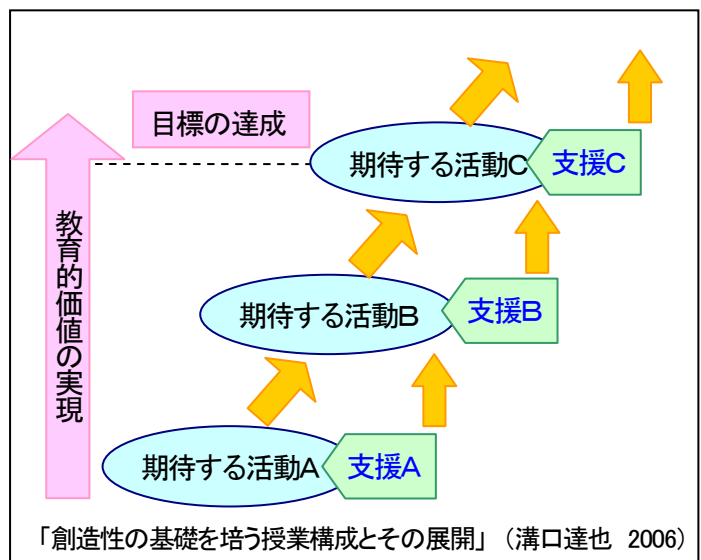 目標の達成
期待する活動C
支援C
教育的価値の実現
期待する活動B
支援B
期待する活動A
支援A
「創造性の基礎を培う授業構成とその展開」（溝口達也 2006）